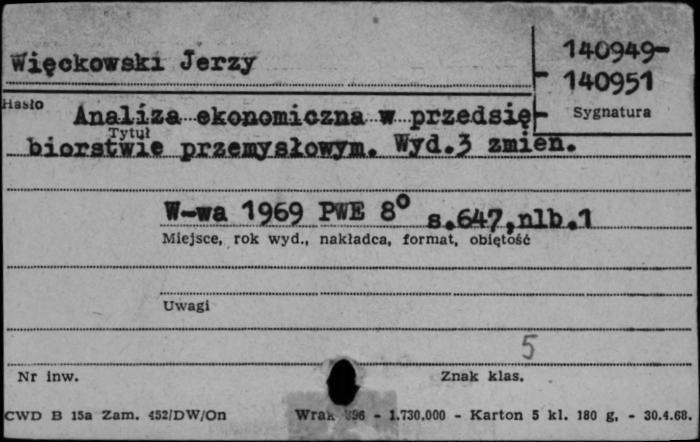 Więckowski Jerzy
140949-
140951
Hasło
Sygnatura
Analiza ekonomiczna w przedsię-
Tytuł
biorstwie przemysłowym. Wyd.3 zmien.
W-wa 1969 PWE 8° s.647,nlb.1
Miejsce, rok wyd., nakładca, format, obiętość
Uwagi
5
Nr inw.
Znak klas.
CWD B 15a Zam. 452/DW/On Wrak 396 - 1.730.000 - Karton 5 kl. 180 g. - 30.4.68.